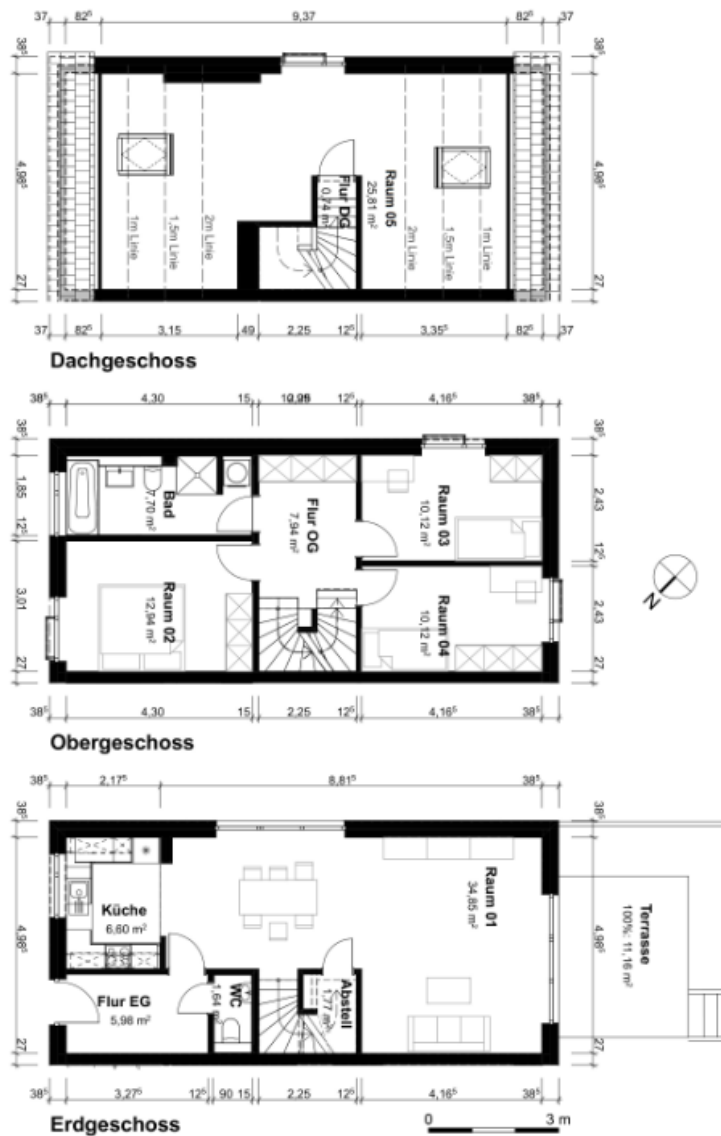 37 82⁵ 9,37 82⁵ 37
38⁵ 38⁵
4,98⁵ 4,98⁵
27 27
Raum 05
25,81 m²
Flur DG
0,74 m²
1m Linie
1,5m Linie
2m Linie
2m Linie
1,5m Linie
1m Linie
37 82⁵ 3,15 49 2,25 12⁵ 3,35⁵ 82⁵ 37
Dachgeschoss
38⁵ 4,30 15 12⁵ 4,16⁵ 38⁵
38⁵ 38⁵
1,85 2,43
12⁵ 12⁵
3,01 2,43
27 27
Bad
7,70 m²
Flur OG
7,94 m²
Raum 03
10,12 m²
Raum 02
12,94 m²
Raum 04
10,12 m²
N
38⁵ 4,30 15 2,25 12⁵ 4,16⁵ 38⁵
Obergeschoss
38⁵ 2,17⁵ 8,81⁵ 38⁵
38⁵ 38⁵
4,98⁵ 4,98⁵
27 27
Küche
6,60 m²
Raum 01
34,85 m²
Terrasse
100%: 11,16 m²
Flur EG
5,98 m²
WC
1,64 m²
Abstell
1,77 m²
38⁵ 3,27⁵ 12⁵ 90 15 2,25 12⁵ 4,16⁵ 38⁵
Erdgeschoss
0 3 m